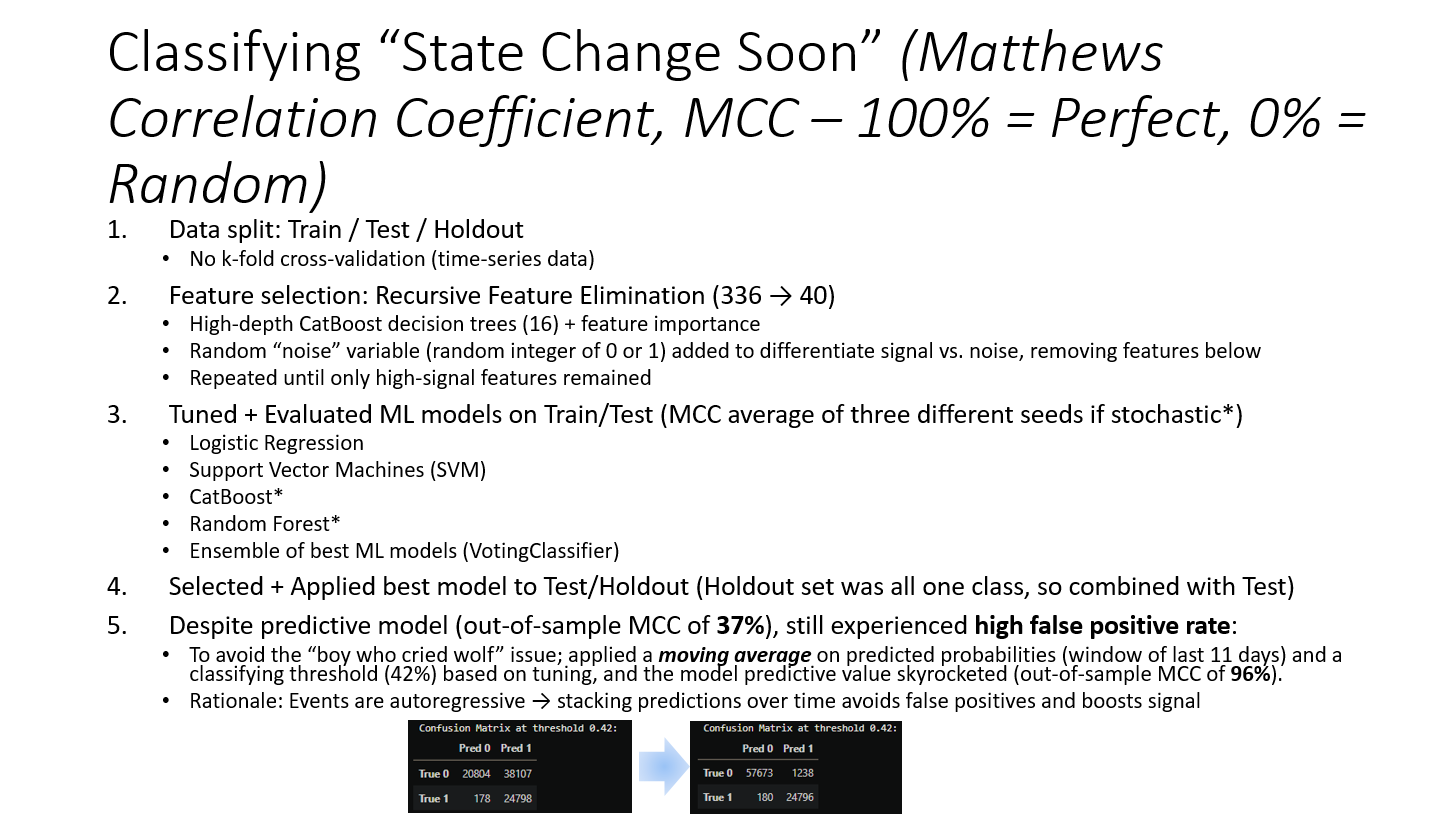 Classifying “State Change Soon” (Matthews
Correlation Coefficient, MCC – 100% = Perfect, 0% =
Random)
1. Data split: Train / Test / Holdout
• No k-fold cross-validation (time-series data)
2. Feature selection: Recursive Feature Elimination (336 → 40)
• High-depth CatBoost decision trees (16) + feature importance
• Random “noise” variable (random integer of 0 or 1) added to differentiate signal vs. noise, removing features below
• Repeated until only high-signal features remained
3. Tuned + Evaluated ML models on Train/Test (MCC average of three different seeds if stochastic*)
• Logistic Regression
• Support Vector Machines (SVM)
• CatBoost*
• Random Forest*
• Ensemble of best ML models (VotingClassifier)
4. Selected + Applied best model to Test/Holdout (Holdout set was all one class, so combined with Test)
5. Despite predictive model (out-of-sample MCC of 37%), still experienced high false positive rate:
• To avoid the “boy who cried wolf” issue; applied a moving average on predicted probabilities (window of last 11 days) and a
classifying threshold (42%) based on tuning, and the model predictive value skyrocketed (out-of-sample MCC of 96%).
• Rationale: Events are autoregressive → stacking predictions over time avoids false positives and boosts signal
Confusion Matrix at threshold 0.42:
Pred 0 Pred 1
True 0 20804 38107
True 1 178 24798
Confusion Matrix at threshold 0.42:
Pred 0 Pred 1
True 0 57673 1238
True 1 180 24796